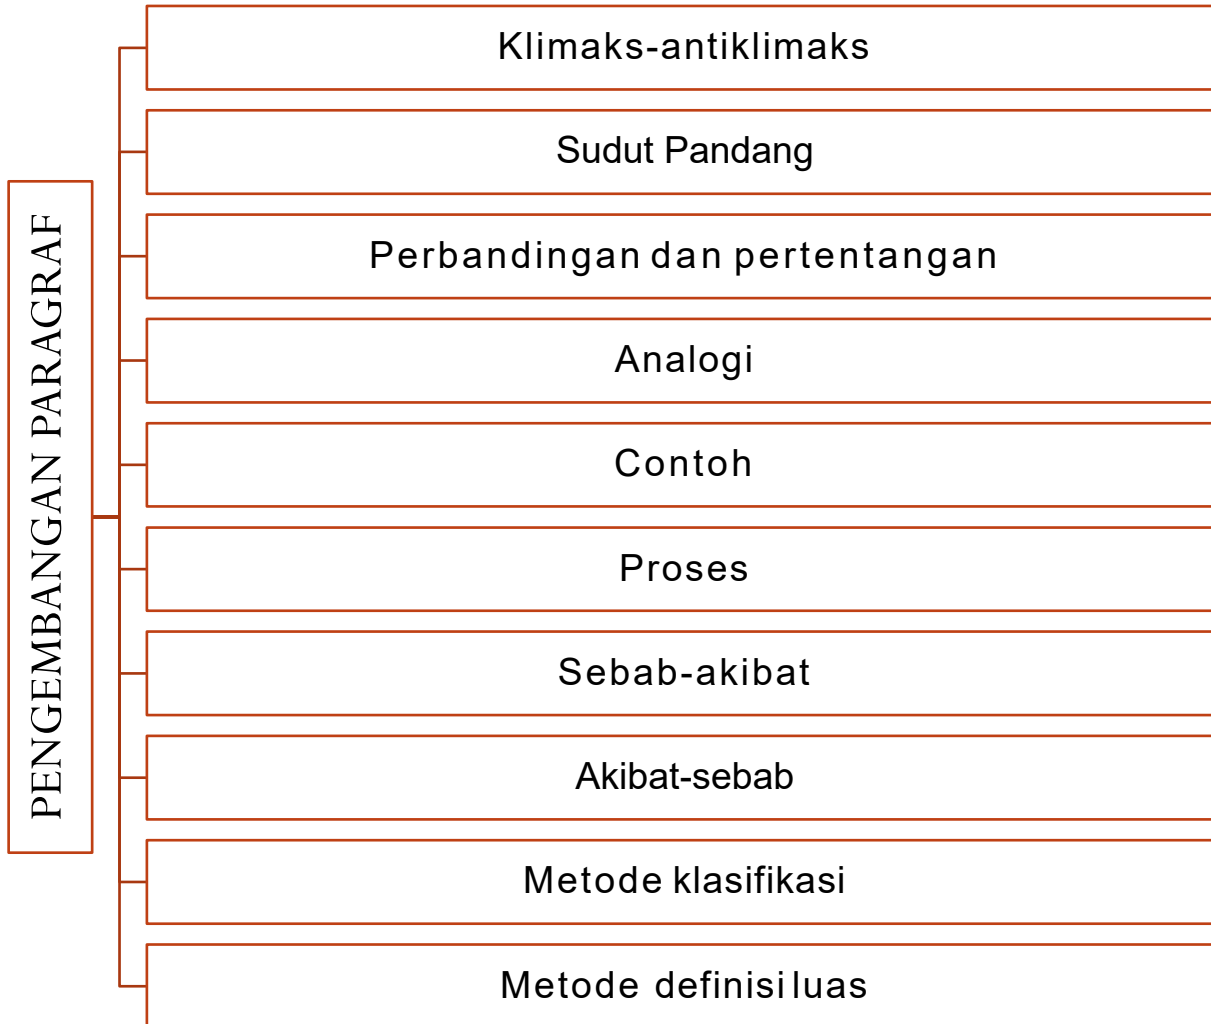 PENGEMBANGAN PARAGRAF
Klimaks-antiklimaks
Sudut Pandang
Perbandingan dan pertentangan
Analogi
Contoh
Proses
Sebab-akibat
Akibat-sebab
Metode klasifikasi
Metode definisi luas